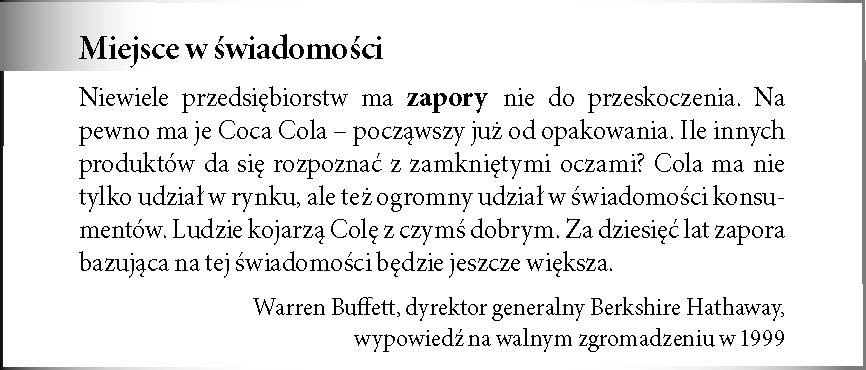 Miejsce w świadomości
Niewiele przedsiębiorstw ma zapory nie do przeskoczenia. Na
pewno ma je Coca Cola – począwszy już od opakowania. Ile innych
produktów da się rozpoznać z zamkniętymi oczami? Cola ma nie
tylko udział w rynku, ale też ogromny udział w świadomości konsu-
mentów. Ludzie kojarzą Colę z czymś dobrym. Za dziesięć lat zapora
bazująca na tej świadomości będzie jeszcze większa.
Warren Buffett, dyrektor generalny Berkshire Hathaway,
wypowiedź na walnym zgromadzeniu w 1999